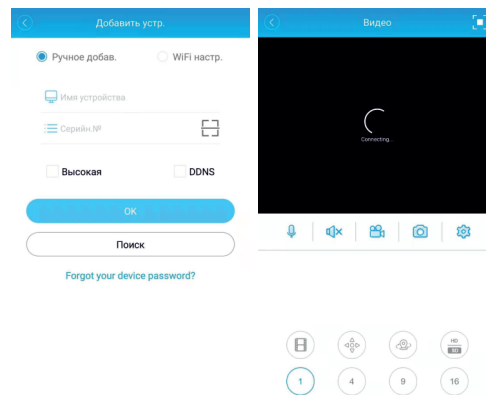 Добавить устр.
Ручное добав.
WiFi настр.
Имя устройства
Серийн.№
Высокая
DDNS
OK
Поиск
Forgot your device password?
Видео
Connecting...
HD
1
4
9
16